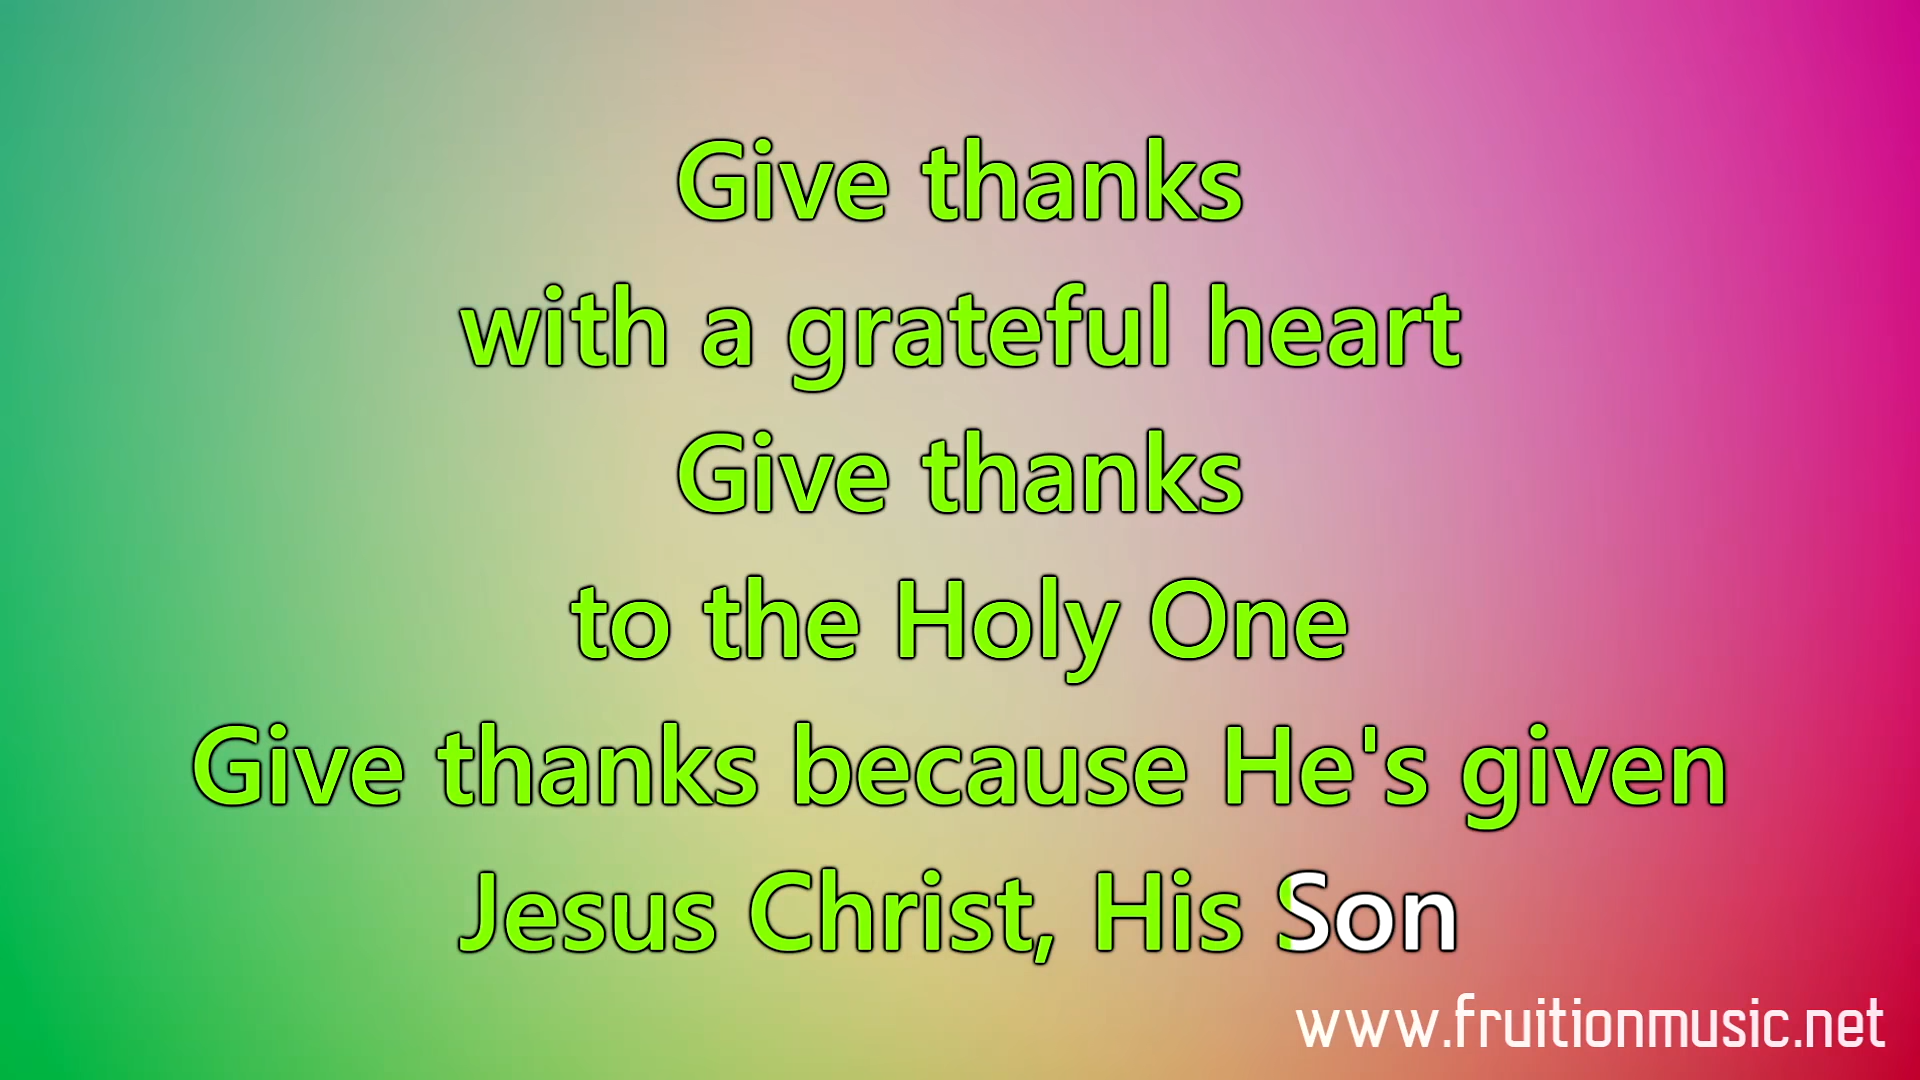 Give thanks
with a grateful heart
Give thanks
to the Holy One
Give thanks because He's given
Jesus Christ, His Son
www.fruitionmusic.net